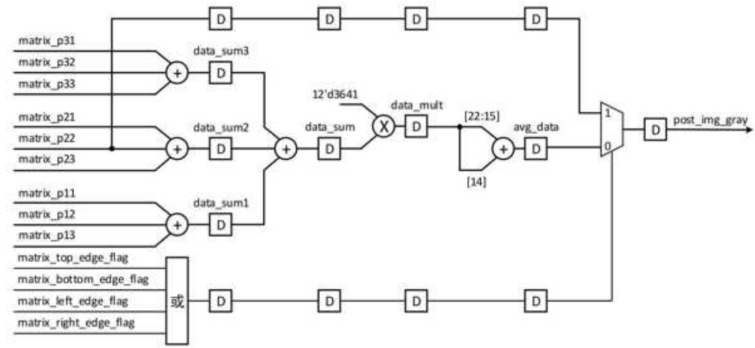 D D D D
matrix_p31
matrix_p32
matrix_p33
+
data_sum3
D
matrix_p21
matrix_p22
matrix_p23
+
data_sum2
D
+
data_sum
D
12'd3641
X
data_mult
D
[22:15]
[14]
+
avg_data
D
1
0
D
post_img_gray
matrix_p11
matrix_p12
matrix_p13
+
data_sum1
D
matrix_top_edge_flag
matrix_bottom_edge_flag
matrix_left_edge_flag
matrix_right_edge_flag
或
D D D D